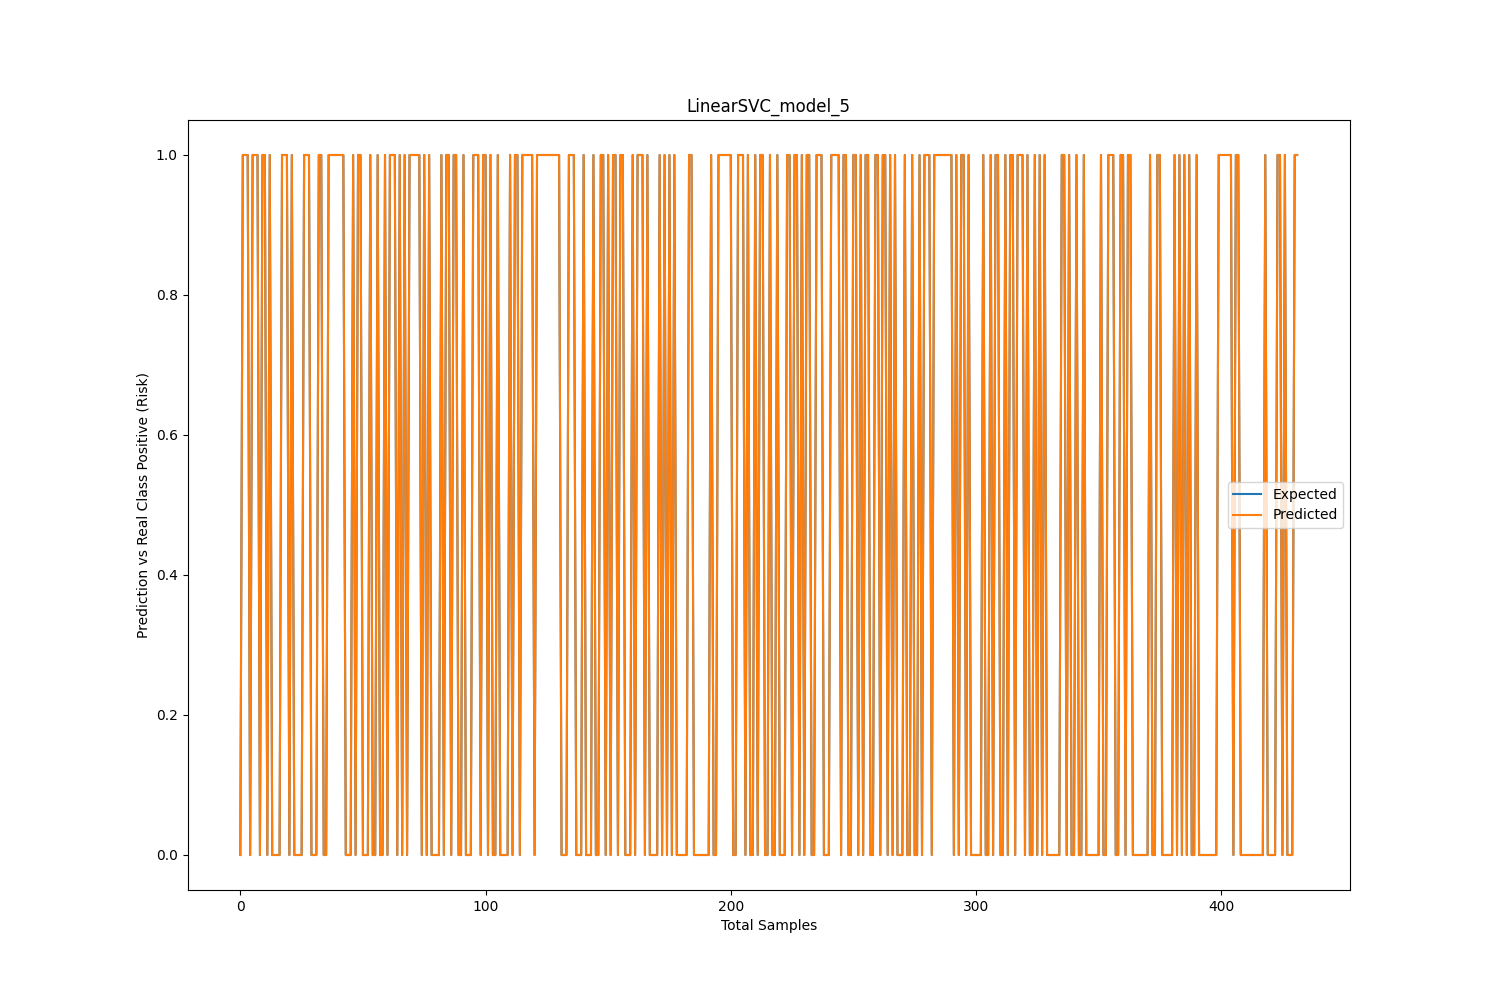 LinearSVC_model_5
1.0
0.8
0.6
0.4
0.2
0.0
Prediction vs Real Class Positive (Risk)
Expected
Predicted
0 100 200 300 400
Total Samples